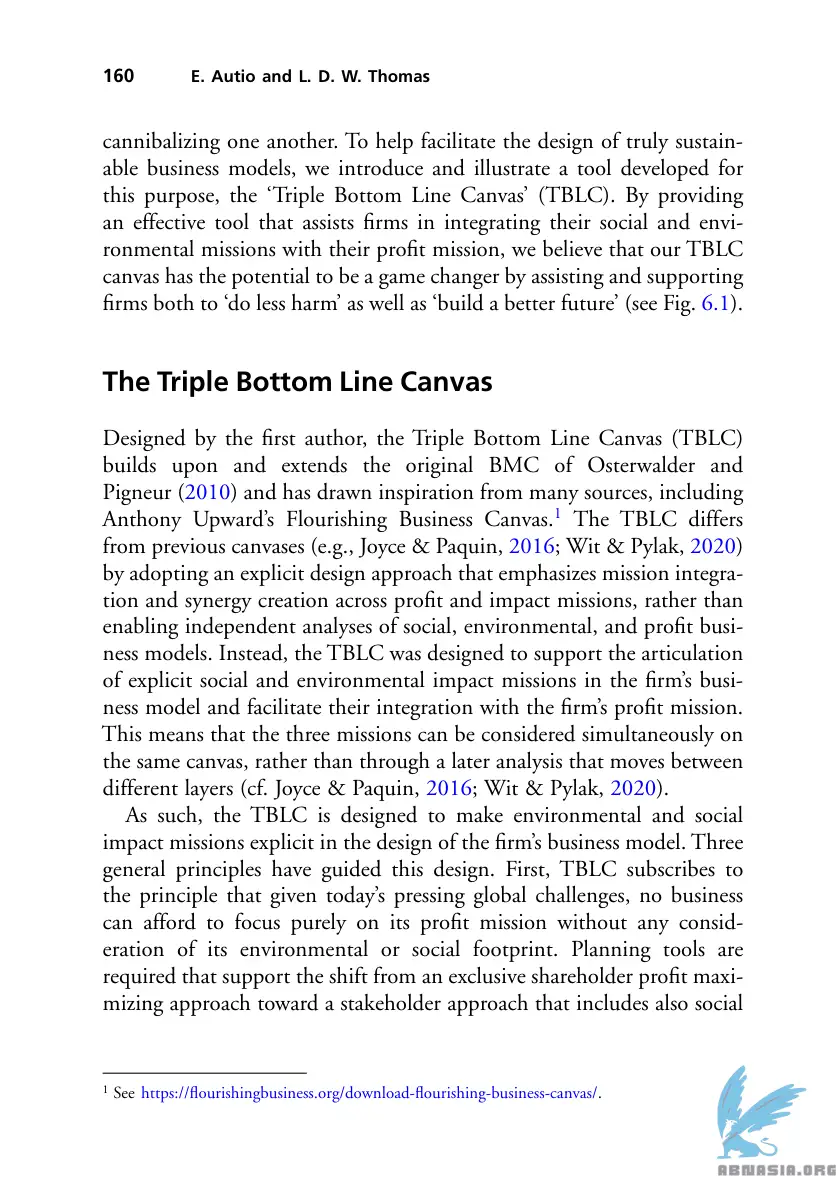 160 E. Autio and L. D. W. Thomas
cannibalizing one another. To help facilitate the design of truly sustain-
able business models, we introduce and illustrate a tool developed for
this purpose, the ‘Triple Bottom Line Canvas’ (TBLC). By providing
an effective tool that assists firms in integrating their social and envi-
ronmental missions with their profit mission, we believe that our TBLC
canvas has the potential to be a game changer by assisting and supporting
firms both to ‘do less harm’ as well as ‘build a better future’ (see Fig. 6.1).
The Triple Bottom Line Canvas
Designed by the first author, the Triple Bottom Line Canvas (TBLC)
builds upon and extends the original BMC of Osterwalder and
Pigneur (2010) and has drawn inspiration from many sources, including
Anthony Upward’s Flourishing Business Canvas.1 The TBLC differs
from previous canvases (e.g., Joyce & Paquin, 2016; Wit & Pylak, 2020)
by adopting an explicit design approach that emphasizes mission integra-
tion and synergy creation across profit and impact missions, rather than
enabling independent analyses of social, environmental, and profit busi-
ness models. Instead, the TBLC was designed to support the articulation
of explicit social and environmental impact missions in the firm’s busi-
ness model and facilitate their integration with the firm’s profit mission.
This means that the three missions can be considered simultaneously on
the same canvas, rather than through a later analysis that moves between
different layers (cf. Joyce & Paquin, 2016; Wit & Pylak, 2020).
As such, the TBLC is designed to make environmental and social
impact missions explicit in the design of the firm’s business model. Three
general principles have guided this design. First, TBLC subscribes to
the principle that given today’s pressing global challenges, no business
can afford to focus purely on its profit mission without any consid-
eration of its environmental or social footprint. Planning tools are
required that support the shift from an exclusive shareholder profit maxi-
mizing approach toward a stakeholder approach that includes also social
1 See https://flourishingbusiness.org/download-flourishing-business-canvas/.
ABNASIA.ORG